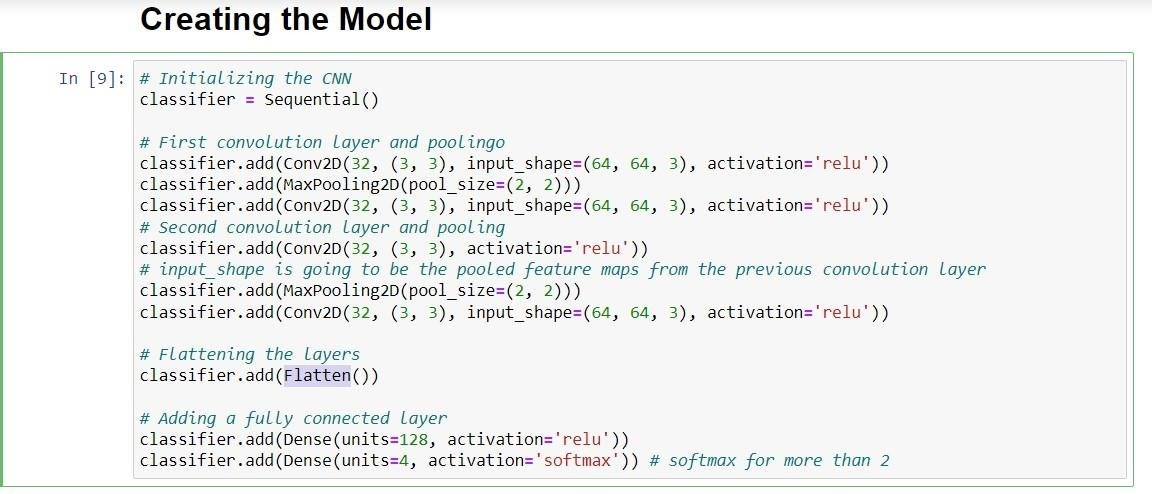 Creating the Model
In [9]: # Initializing the CNN
classifier = Sequential()
# First convolution layer and poolingo
classifier.add(Conv2D(32, (3, 3), input_shape=(64, 64, 3), activation='relu'))
classifier.add(MaxPooling2D(pool_size=(2, 2)))
classifier.add(Conv2D(32, (3, 3), input_shape=(64, 64, 3), activation='relu'))
# Second convolution layer and pooling
classifier.add(Conv2D(32, (3, 3), activation='relu'))
# input_shape is going to be the pooled feature maps from the previous convolution layer
classifier.add(MaxPooling2D(pool_size=(2, 2)))
classifier.add(Conv2D(32, (3, 3), input_shape=(64, 64, 3), activation='relu'))
# Flattening the layers
classifier.add(Flatten())
# Adding a fully connected layer
classifier.add(Dense(units=128, activation='relu'))
classifier.add(Dense(units=4, activation='softmax')) # softmax for more than 2